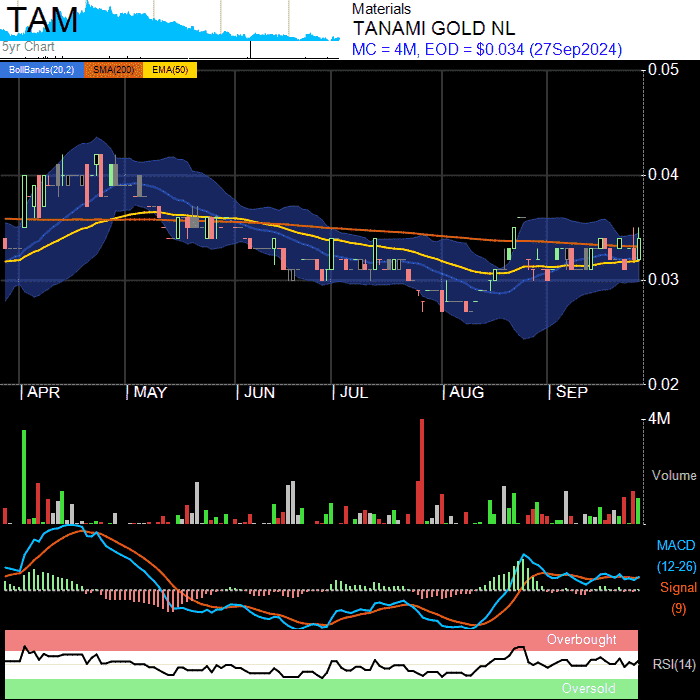 TAM
5yr Chart
Materials
TANAMI GOLD NL
MC = 4M, EOD = $0.034 (27Sep2024)
BollBands(20,2) SMA(200) EMA(50)
0.05
0.04
0.03
0.02
APR MAY JUN JUL AUG SEP
4M
Volume
MACD
(12-26)
Signal
(9)
Overbought
RSI(14)
Oversold